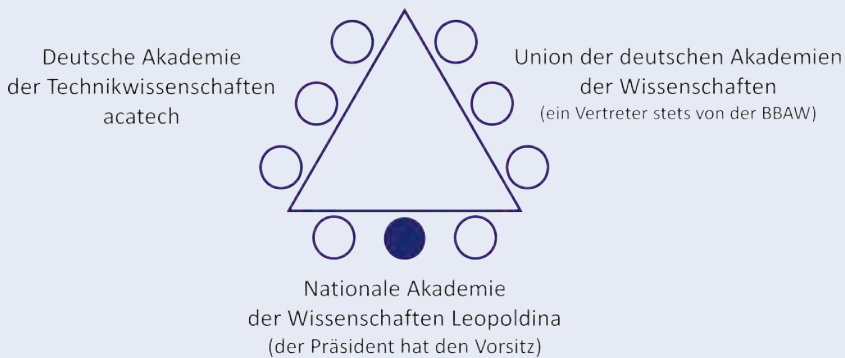 Deutsche Akademie
der Technikwissenschaften
acatech
Union der deutschen Akademien
der Wissenschaften
(ein Vertreter stets von der BBAW)
Nationale Akademie
der Wissenschaften Leopoldina
(der Präsident hat den Vorsitz)